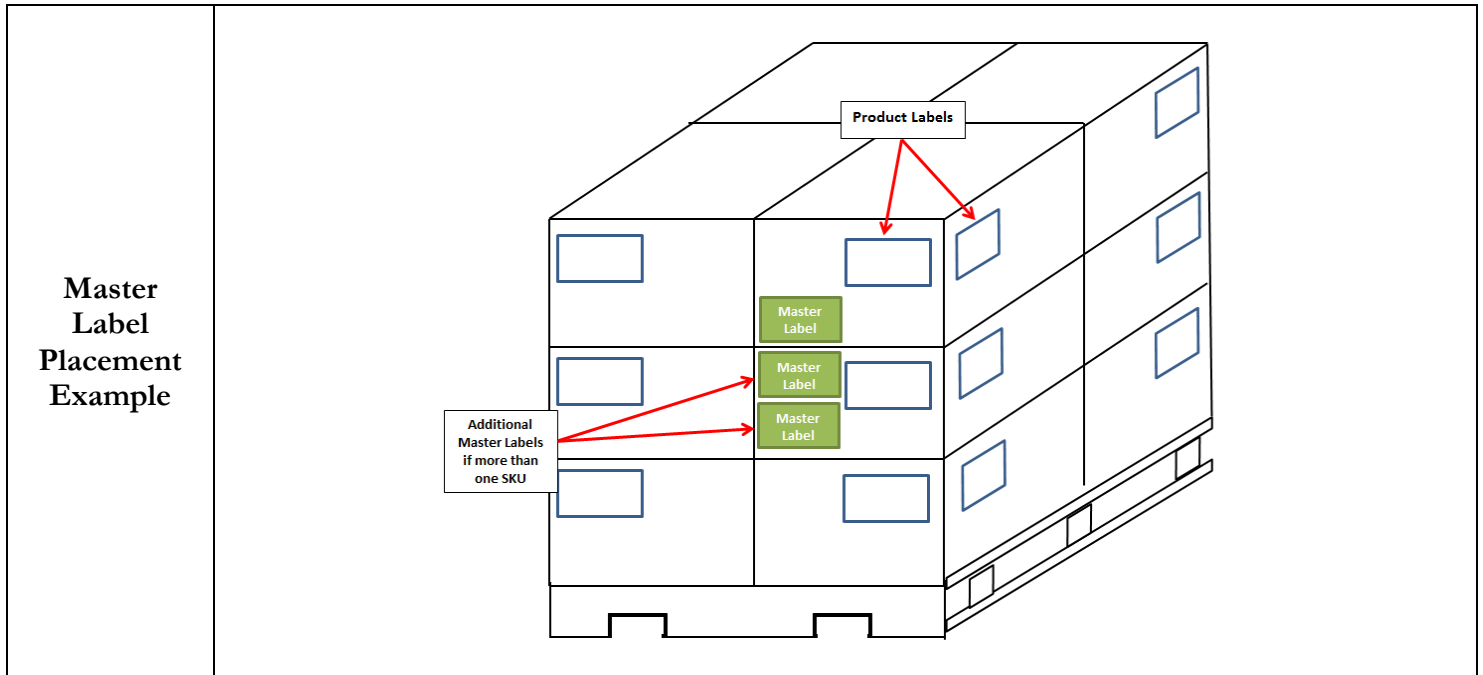 Master
Label
Placement
Example
Product Labels
Master
Label
Master
Label
Master
Label
Additional
Master Labels
if more than
one SKU